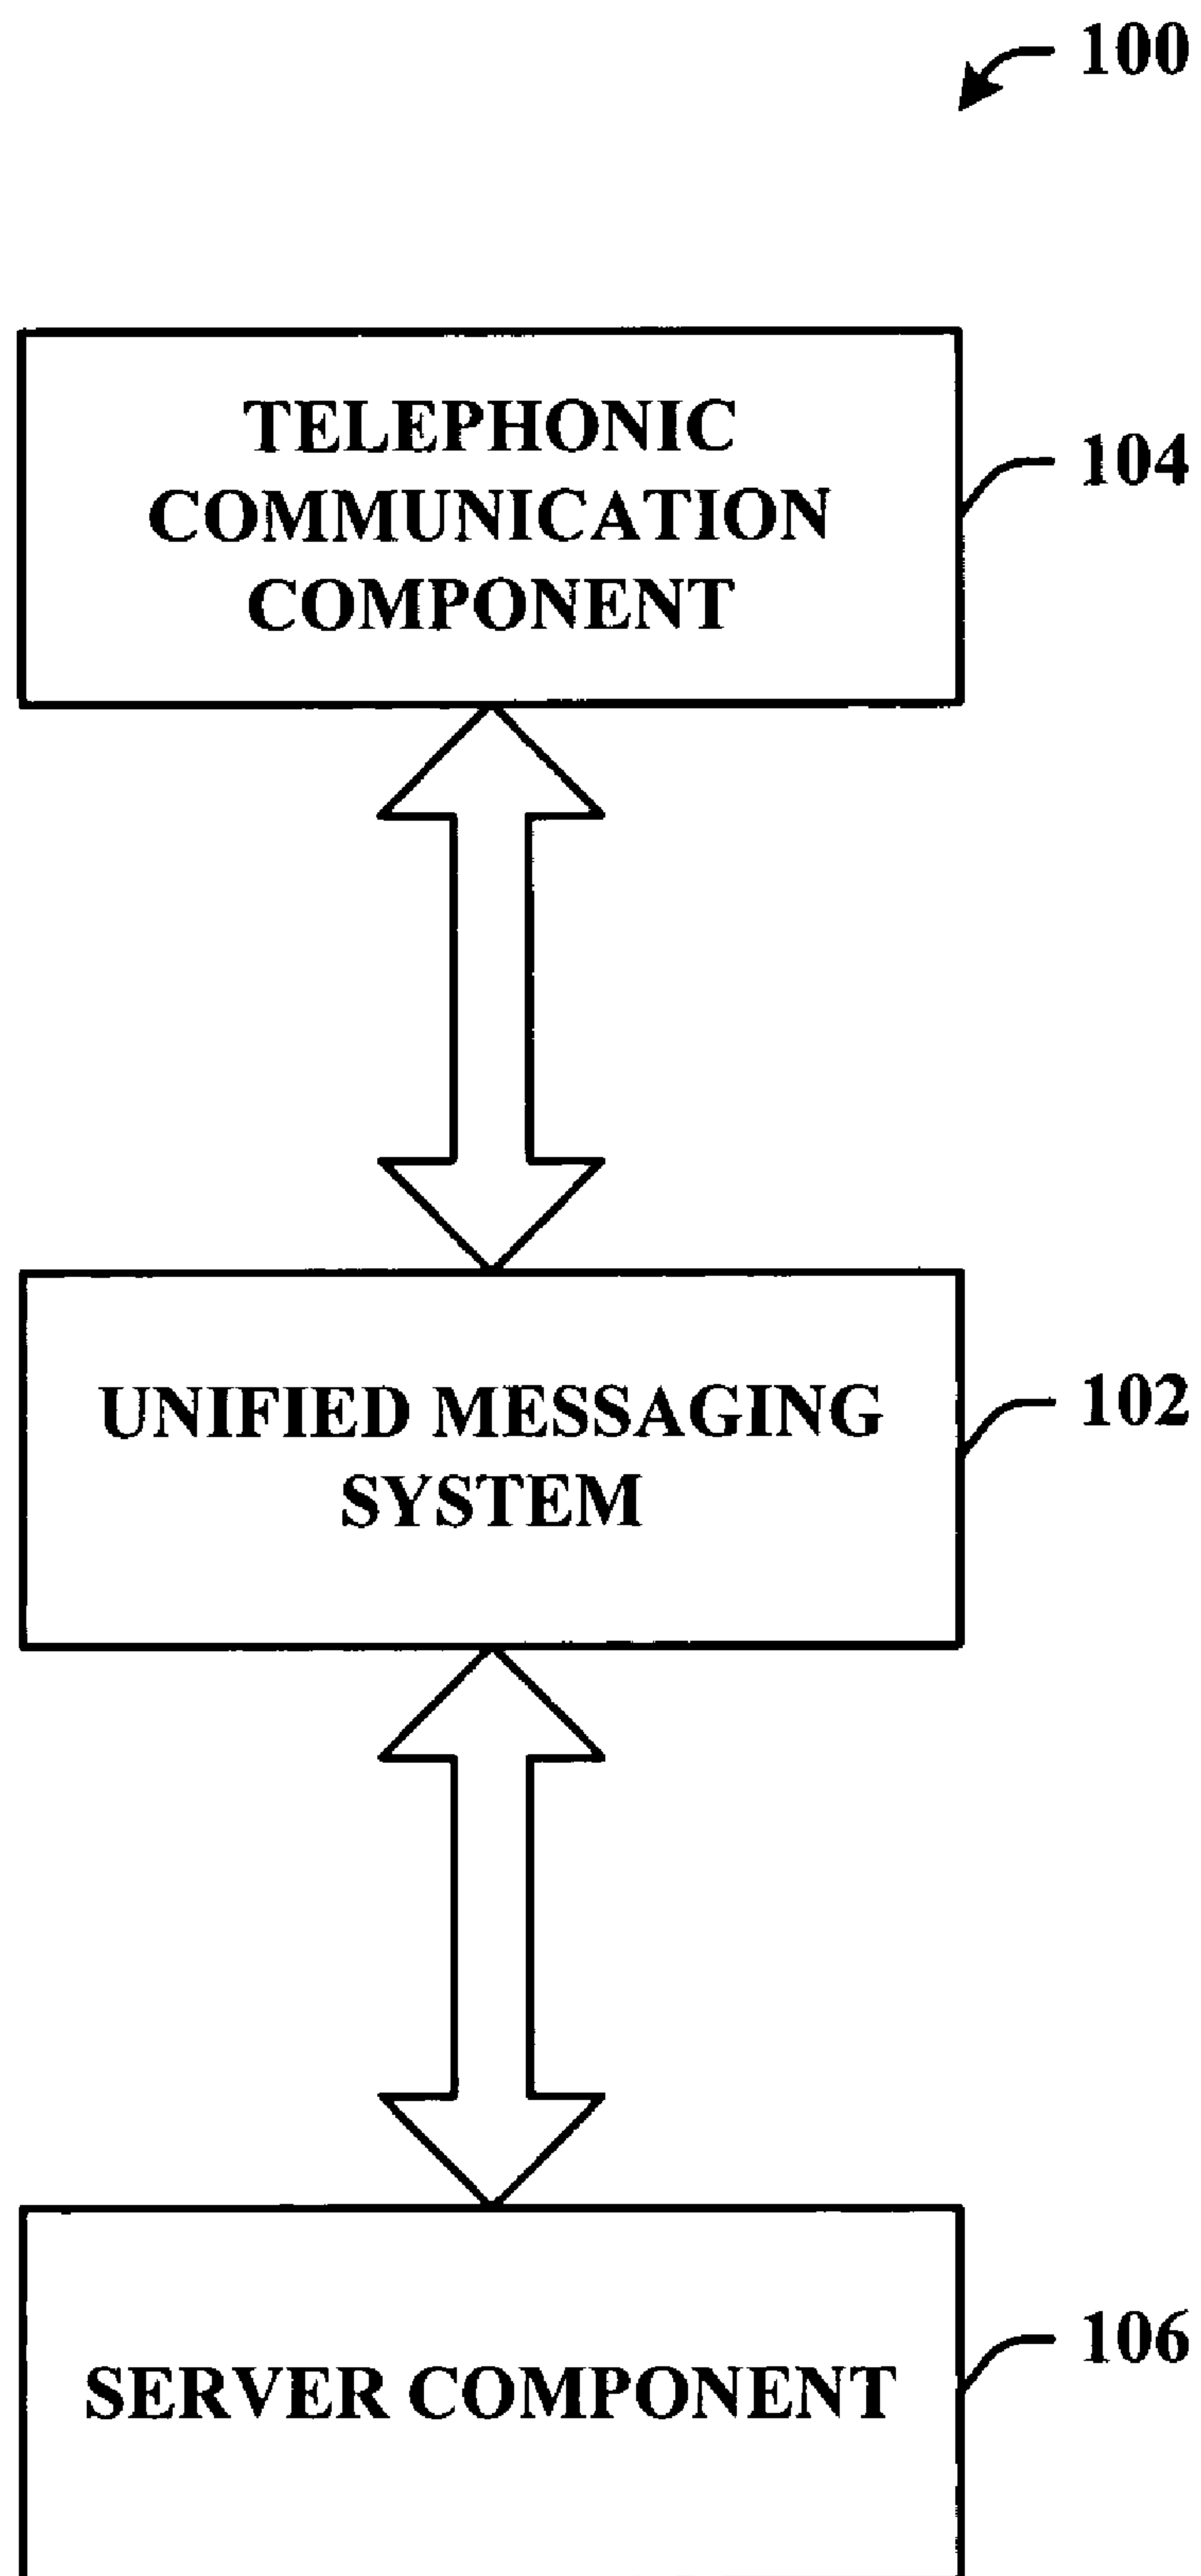 100
TELEPHONIC
COMMUNICATION
COMPONENT
104
UNIFIED MESSAGING
SYSTEM
102
SERVER COMPONENT
106